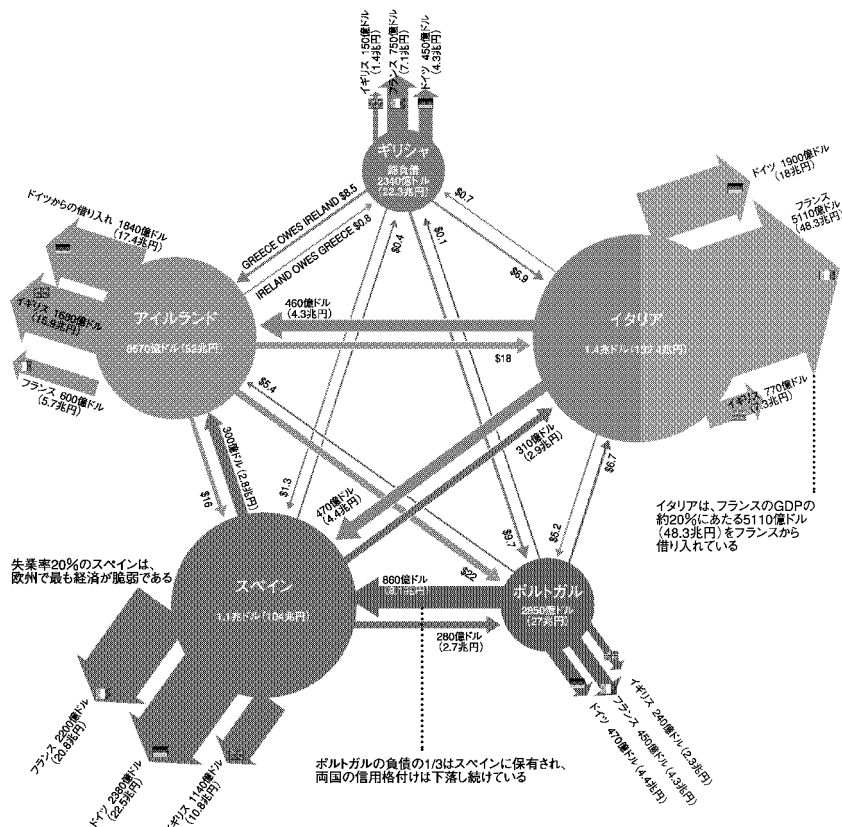 イギリス 150億ドル
(1.4兆円)
フランス 750億ドル
(7.1兆円)
ドイツ 450億ドル
(4.3兆円)
ギリシャ
総負債
2340億ドル
(22.3兆円)
ドイツ 1900億ドル
(18兆円)
フランス
5110億ドル
(48.3兆円)
ドイツからの借り入れ 1840億ドル
(17.4兆円)
GREECE OWES IRELAND $8.5
IRELAND OWES GREECE $0.8
$0.4
$0.1
$0.7
$6.9
イギリス 1680億ドル
(15.9兆円)
アイルランド
8670億ドル(82兆円)
460億ドル
(4.3兆円)
$18
イタリア
1.4兆ドル(132.4兆円)
フランス 600億ドル
(5.7兆円)
イギリス 770億ドル
(7.3兆円)
$5.4
300億ドル(2.8兆円)
$16
$1.3
470億ドル
(4.4兆円)
310億ドル
(2.9兆円)
$6.7
$5.2
$9.7
$22
イタリアは、フランスのGDPの
約20%にあたる5110億ドル
(48.3兆円)をフランスから
借り入れている
失業率20%のスペインは、
欧州で最も経済が脆弱である
スペイン
1.1兆ドル(104兆円)
860億ドル
(8.1兆円)
280億ドル
(2.7兆円)
ポルトガル
2850億ドル
(27兆円)
フランス 2200億ドル
(20.8兆円)
ドイツ 2380億ドル
(22.5兆円)
イギリス 1140億ドル
(10.8兆円)
ポルトガルの負債の1/3はスペインに保有され、
両国の信用格付けは下落し続けている
イギリス 240億ドル(2.3兆円)
フランス 450億ドル(4.3兆円)
ドイツ 470億ドル(4.4兆円)